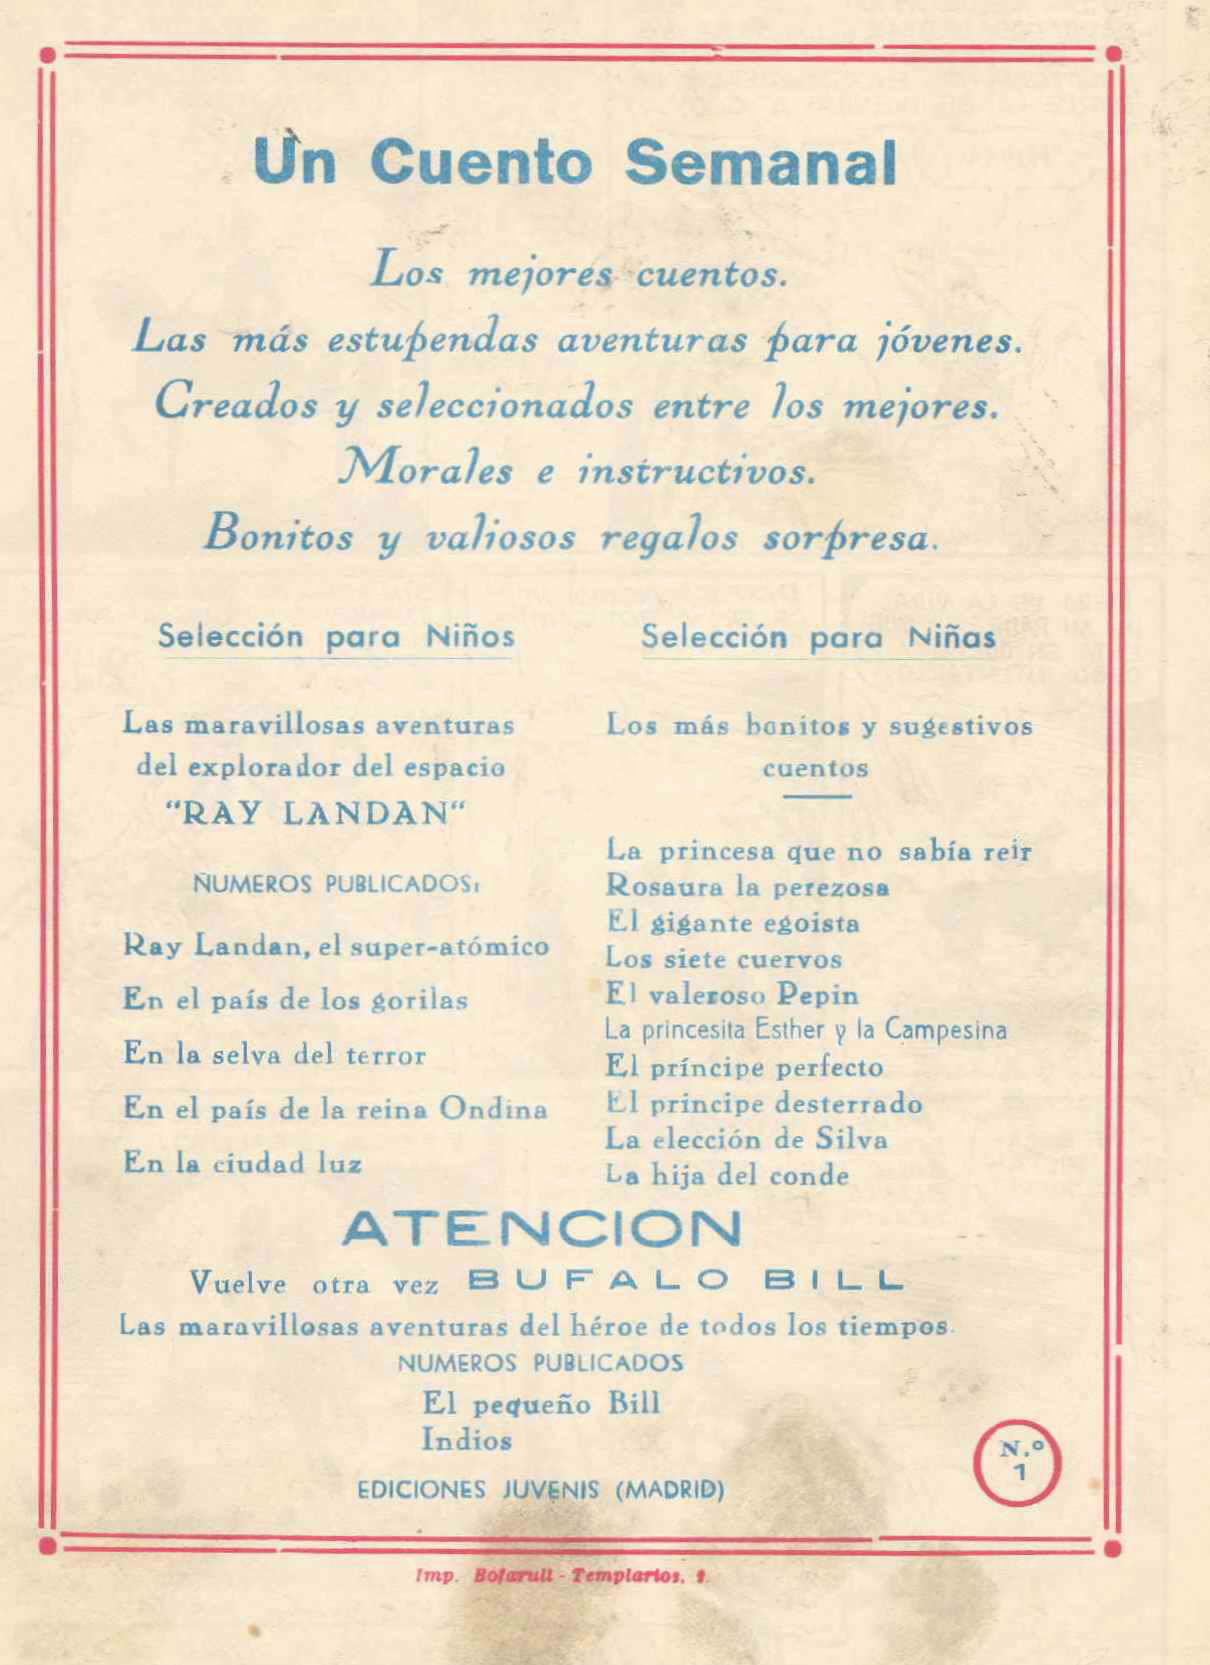 Un Cuento Semanal
Los mejores cuentos.
Las más estupendas aventuras para jóvenes.
Creados y seleccionados entre los mejores.
Morales e instructivos.
Bonitos y valiosos regalos sorpresa.
Selección para Niños
Las maravillosas aventuras
del explorador del espacio
"RAY LANDAN"
NUMEROS PUBLICADOS:
Ray Landan, el super-atómico
En el país de los gorilas
En la selva del terror
En el país de la reina Ondina
En la ciudad luz
Selección para Niñas
Los más bonitos y sugestivos
cuentos
La princesa que no sabía reir
Rosaura la perezosa
El gigante egoista
Los siete cuervos
El valeroso Pepin
La princesita Esther y la Campesina
El príncipe perfecto
El principe desterrado
La elección de Silva
La hija del conde
ATENCION
Vuelve otra vez BUFALO BILL
Las maravillosas aventuras del héroe de todos los tiempos.
NUMEROS PUBLICADOS
El pequeño Bill
Indios
EDICIONES JUVENIS (MADRID)
N.º
1
Imp. Bofarull - Templarios,